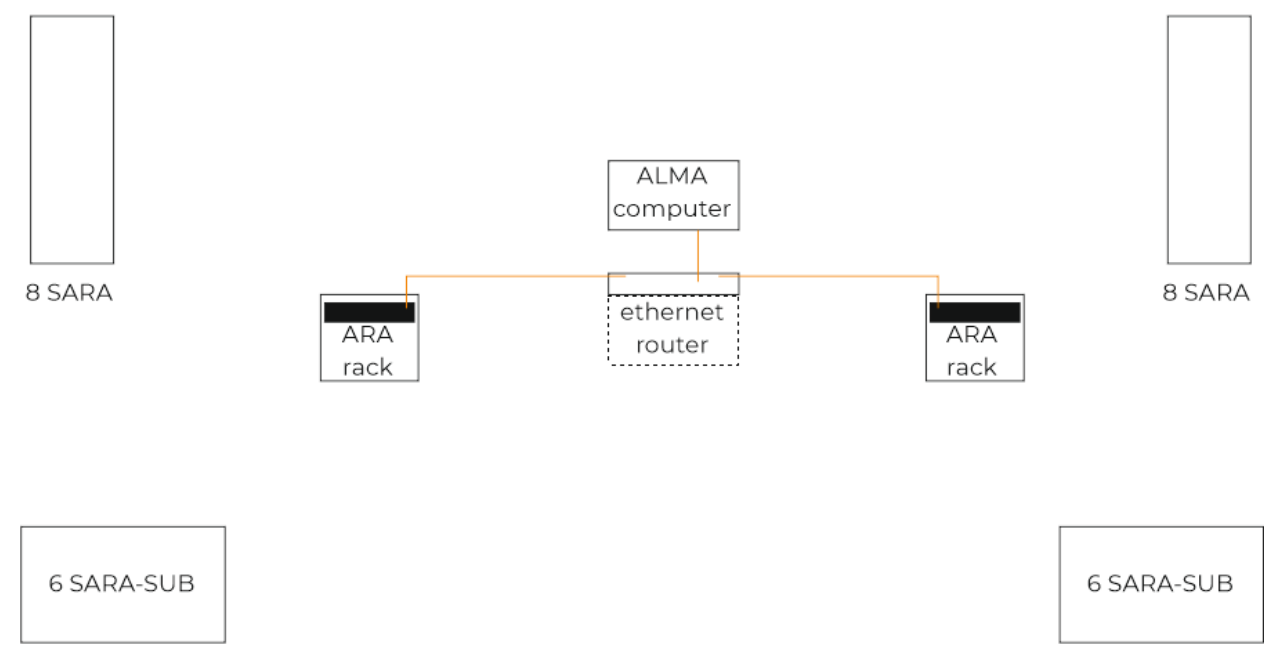 ALMA
computer
8 SARA
8 SARA
ethernet
router
ARA
rack
ARA
rack
6 SARA-SUB
6 SARA-SUB